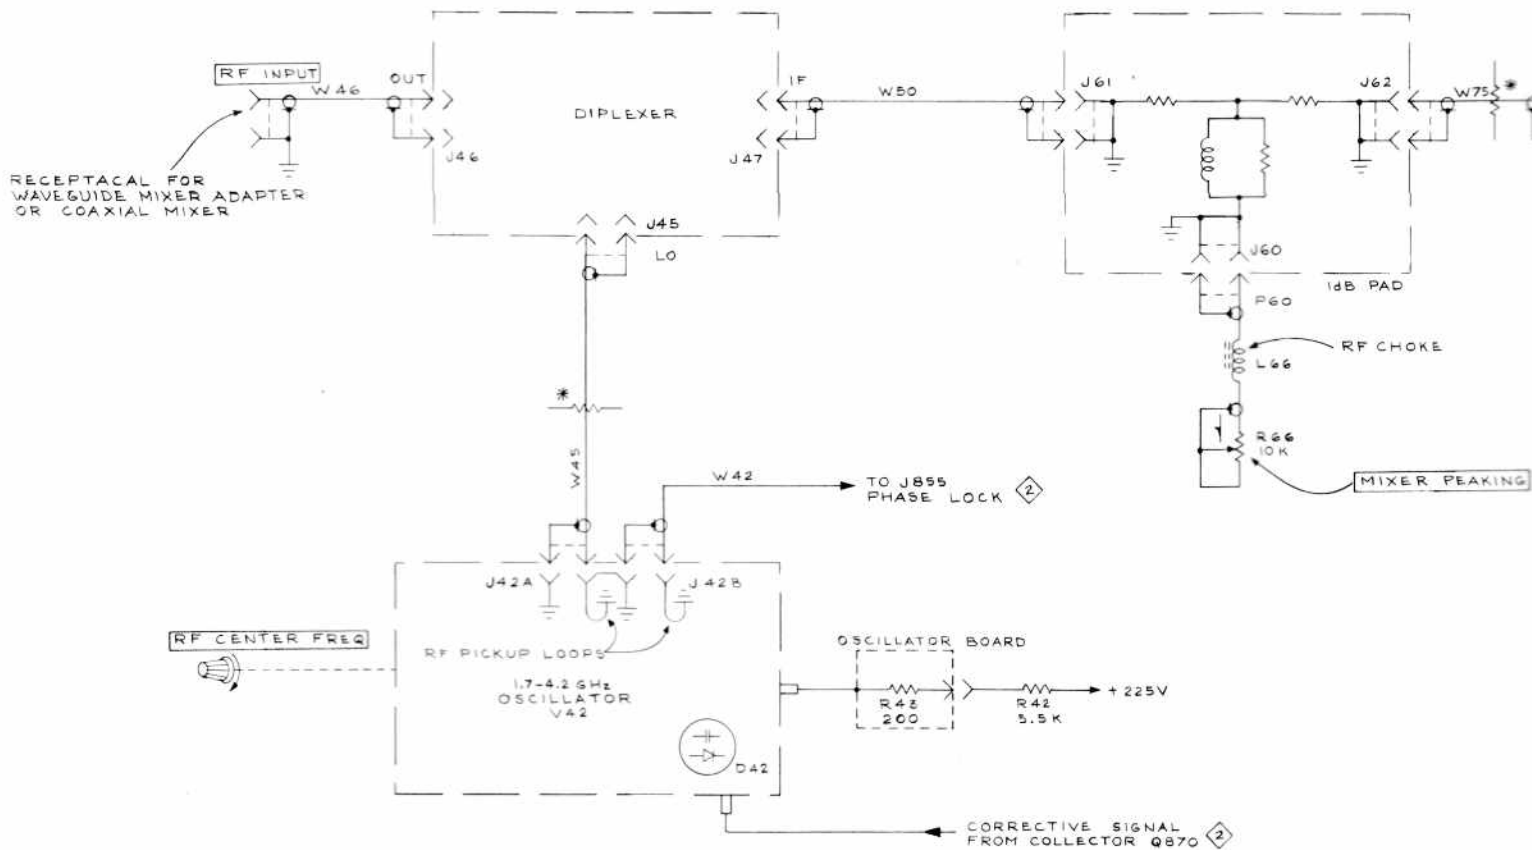 RF INPUT
W46
OUT
J46
DIPLEXER
IF
J47
W50
J61
J62
W75
*
RECEPTACAL FOR
WAVEGUIDE MIXER ADAPTER
OR COAXIAL MIXER
J45
LO
J60
1dB PAD
P60
RF CHOKE
L66
R66
10K
MIXER PEAKING
*
W45
W42
TO J855
PHASE LOCK 2
J42A
J42B
RF CENTER FREQ
RF PICKUP LOOPS
1.7-4.2 GHz
OSCILLATOR
V42
D42
OSCILLATOR BOARD
R43
200
R42
5.5K
+225V
CORRECTIVE SIGNAL
FROM COLLECTOR Q870 2